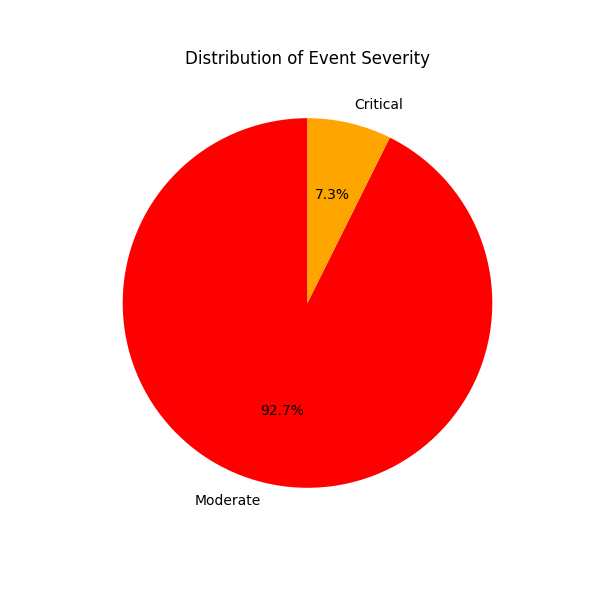 Distribution of Event Severity
Critical
7.3%
92.7%
Moderate